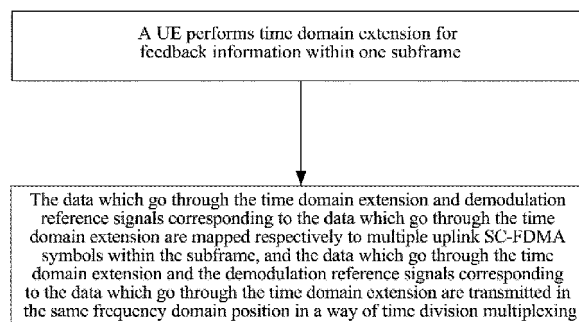 A UE performs time domain extension for
feedback information within one subframe
The data which go through the time domain extension and demodulation
reference signals corresponding to the data which go through the time
domain extension are mapped respectively to multiple uplink SC-FDMA
symbols within the subframe, and the data which go through the time
domain extension and the demodulation reference signals corresponding
to the data which go through the time domain extension are transmitted in
the same frequency domain position in a way of time division multiplexing